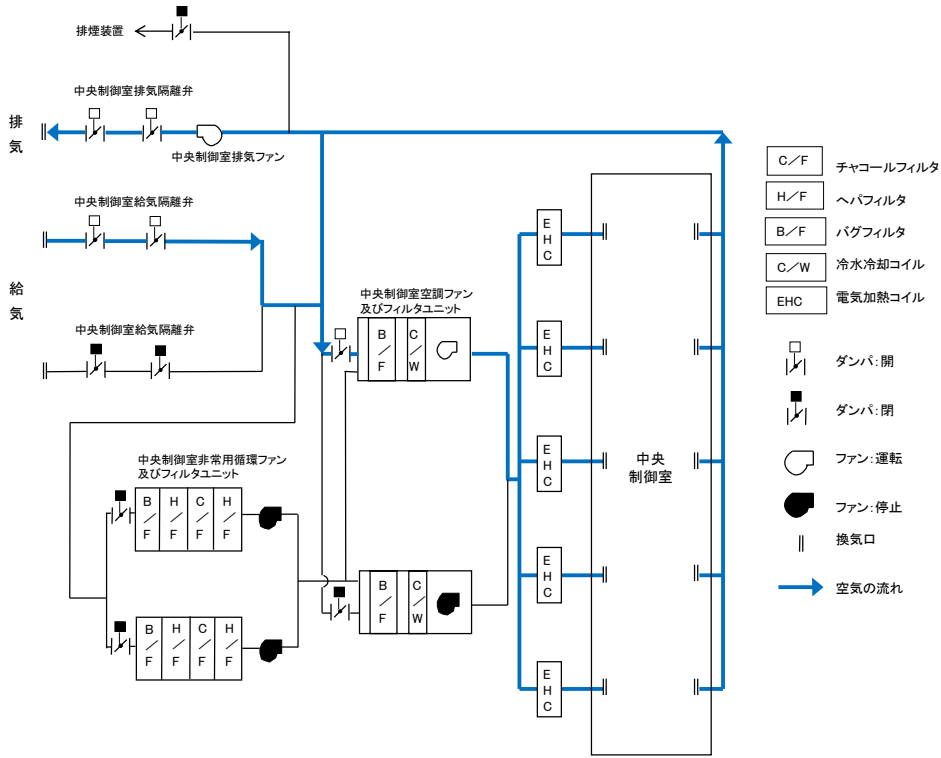 排煙装置
中央制御室排気隔離弁
排
気
中央制御室排気ファン
中央制御室給気隔離弁
給
気
中央制御室給気隔離弁
中央制御室空調ファン
及びフィルタユニット
B/F
C/W
中央制御室非常用循環ファン
及びフィルタユニット
B/F
H/F
C/F
H/F
B/F
H/F
C/F
H/F
B/F
C/W
EHC
EHC
EHC
EHC
EHC
中央
制御室
C/F
チャコールフィルタ
H/F
ヘパフィルタ
B/F
バグフィルタ
C/W
冷水冷却コイル
EHC
電気加熱コイル
ダンパ:開
ダンパ:閉
ファン:運転
ファン:停止
換気口
空気の流れ